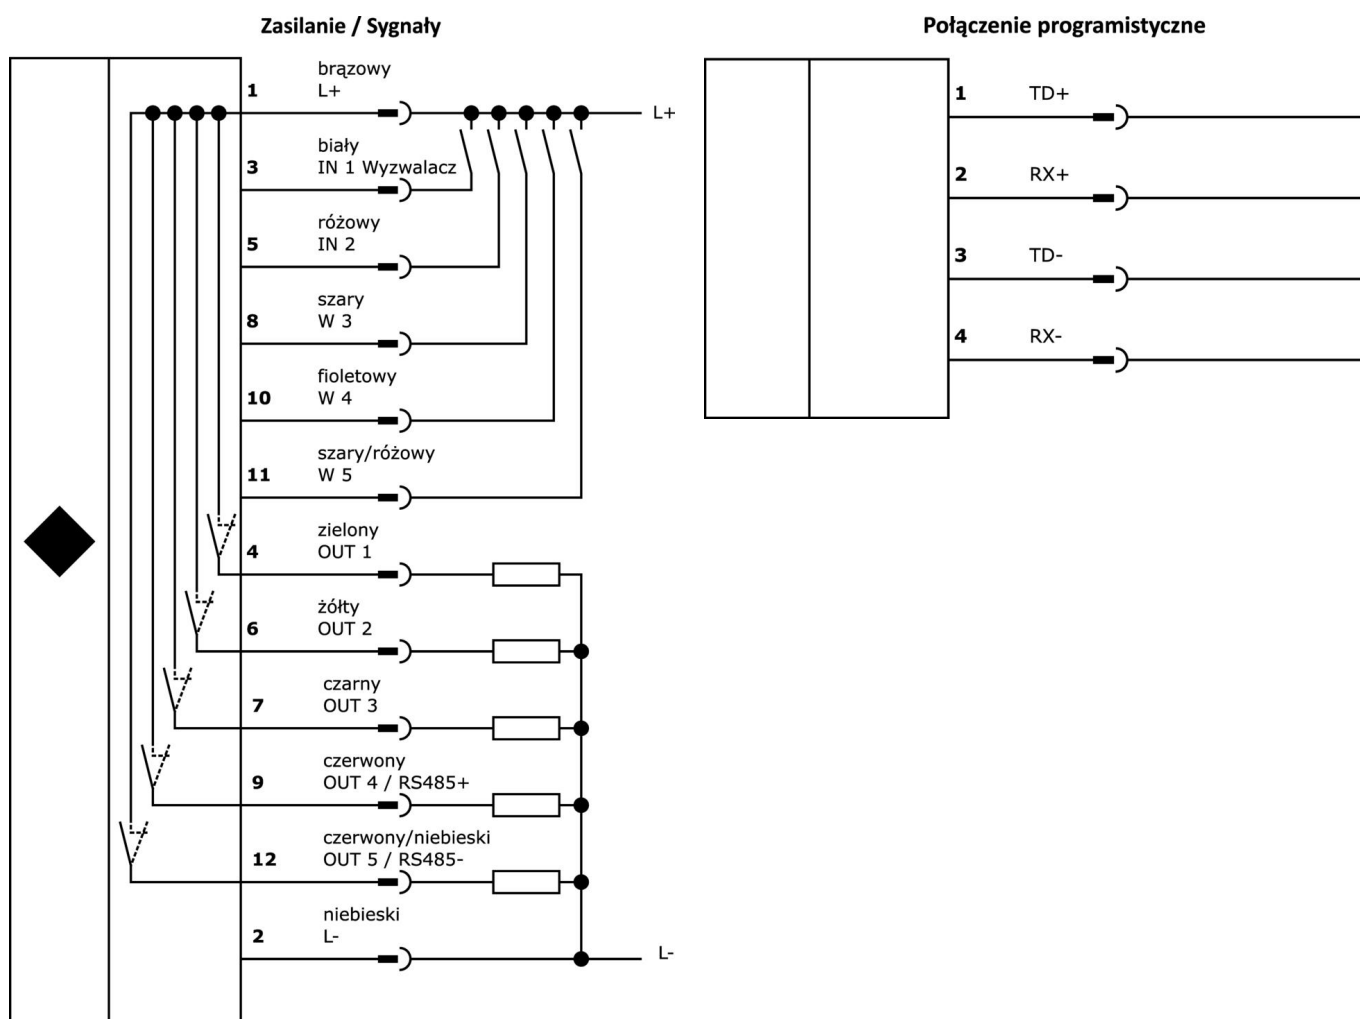 Zasilanie / Sygnały
brązowy
1 L+
L+
biały
3 IN 1 Wyzwalacz
różowy
5 IN 2
szary
8 W 3
fioletowy
10 W 4
szary/różowy
11 W 5
zielony
4 OUT 1
żółty
6 OUT 2
czarny
7 OUT 3
czerwony
9 OUT 4 / RS485+
czerwony/niebieski
12 OUT 5 / RS485-
niebieski
2 L-
L-
Połączenie programistyczne
1 TD+
2 RX+
3 TD-
4 RX-